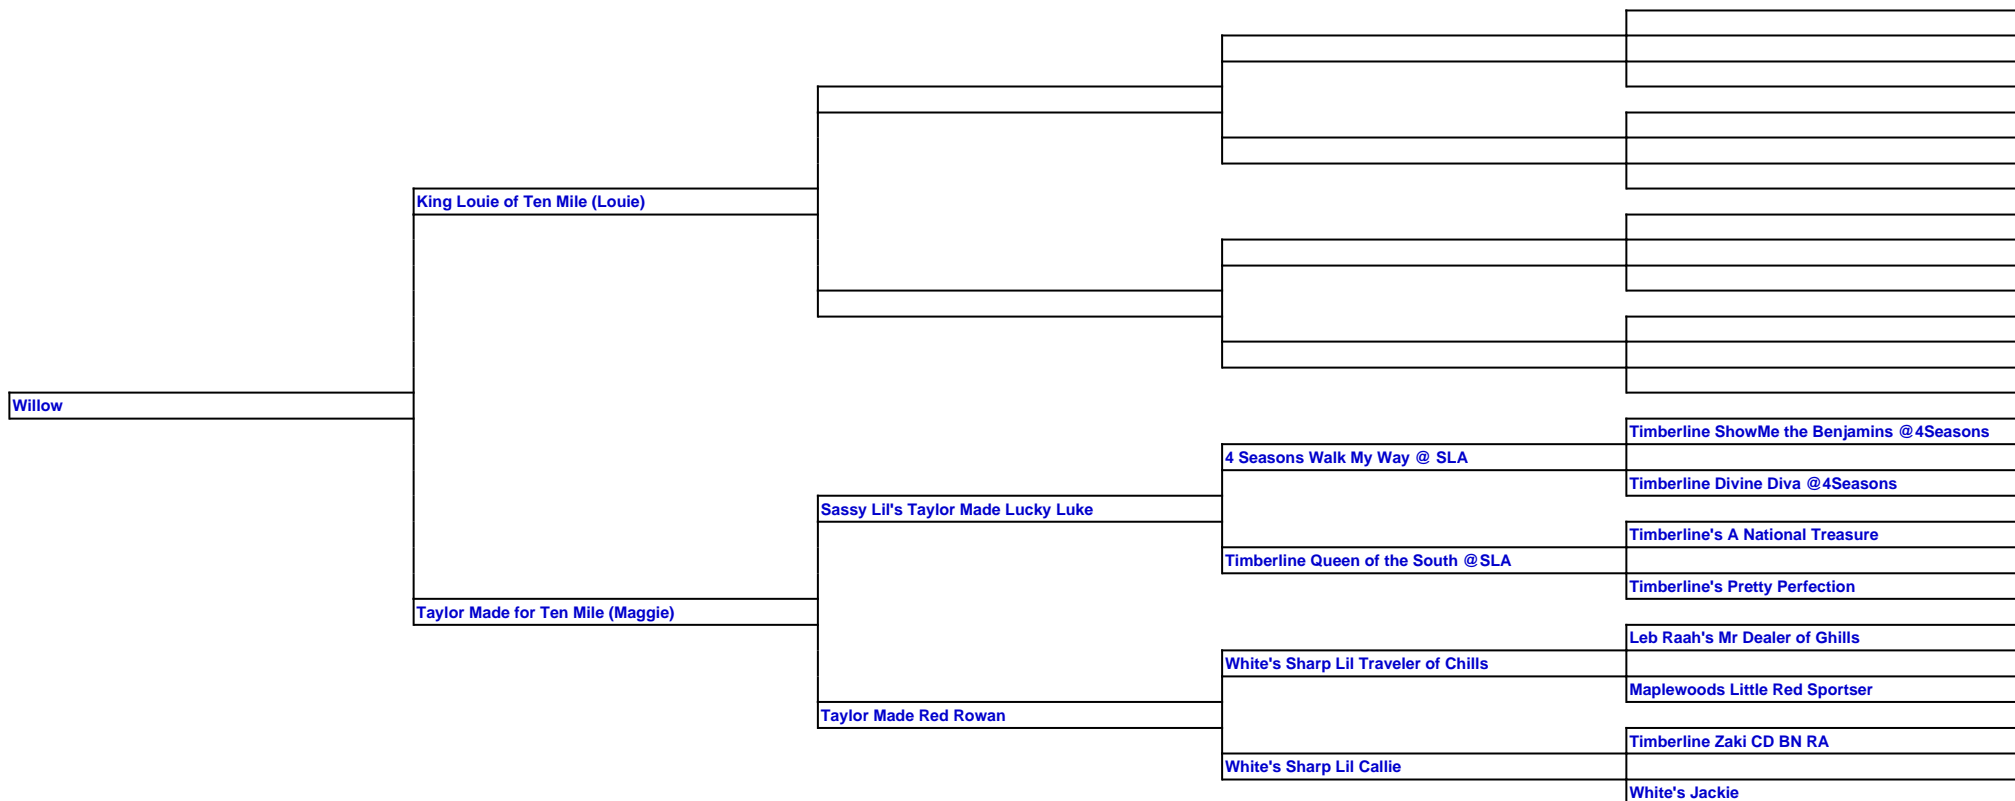 King Louie of Ten Mile (Louie)
Willow
Timberline ShowMe the Benjamins @4Seasons
4 Seasons Walk My Way @ SLA
Timberline Divine Diva @4Seasons
Sassy Lil's Taylor Made Lucky Luke
Timberline's A National Treasure
Timberline Queen of the South @SLA
Timberline's Pretty Perfection
Taylor Made for Ten Mile (Maggie)
Leb Raah's Mr Dealer of Ghills
White's Sharp Lil Traveler of Chills
Maplewoods Little Red Sportser
Taylor Made Red Rowan
Timberline Zaki CD BN RA
White's Sharp Lil Callie
White's Jackie